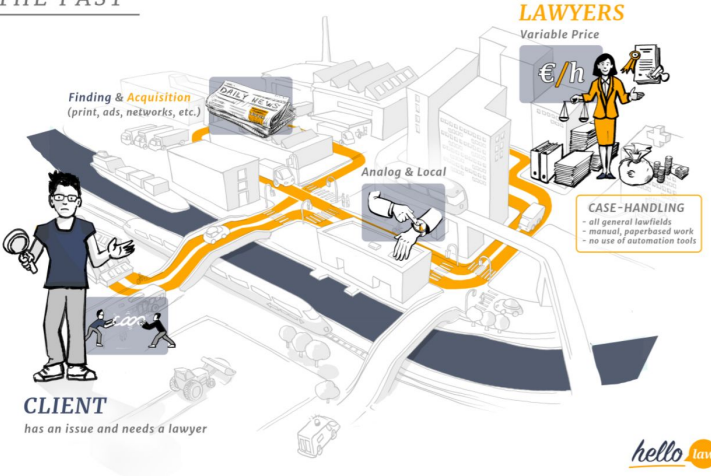 THE PAST
LAWYERS
Variable Price
€/h
Finding & Acquisition
(print, ads, networks, etc.)
DAILY NEWS
Analog & Local
CASE-HANDLING
- all general lawfields
- manual, paperbased work
- no use of automation tools
CLIENT
has an issue and needs a lawyer
hello law